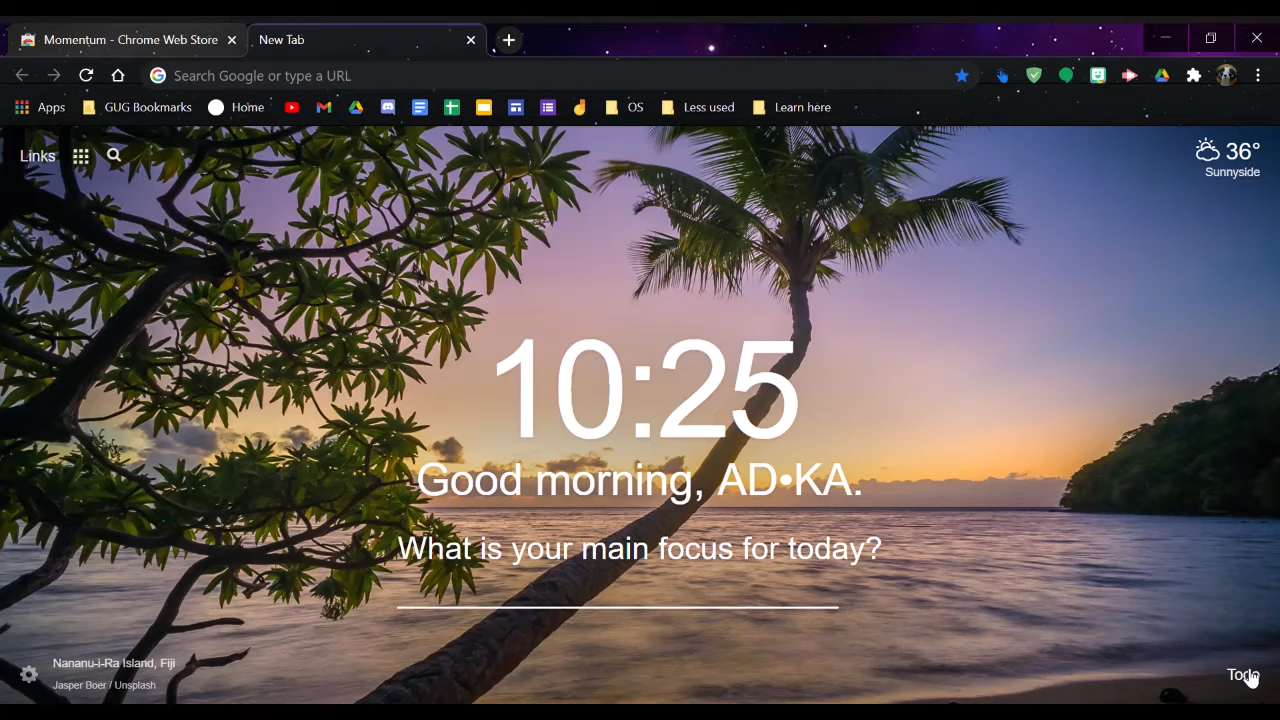 Momentum - Chrome Web Store
New Tab
Search Google or type a URL
Apps
GUG Bookmarks
Home
OS
Less used
Learn here
Links
36°
Sunnyside
10:25
Good morning, AD•KA.
What is your main focus for today?
Nananu-i-Ra Island, Fiji
Jasper Boer / Unsplash
Todo